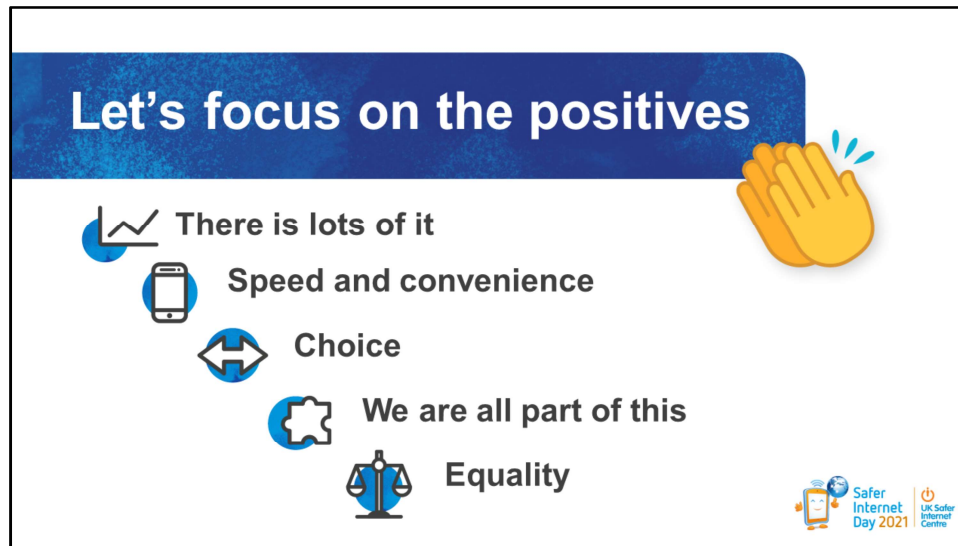 Let’s focus on the positives
There is lots of it
Speed and convenience
Choice
We are all part of this
Equality
Safer
Internet
Day 2021
UK Safer
Internet
Centre